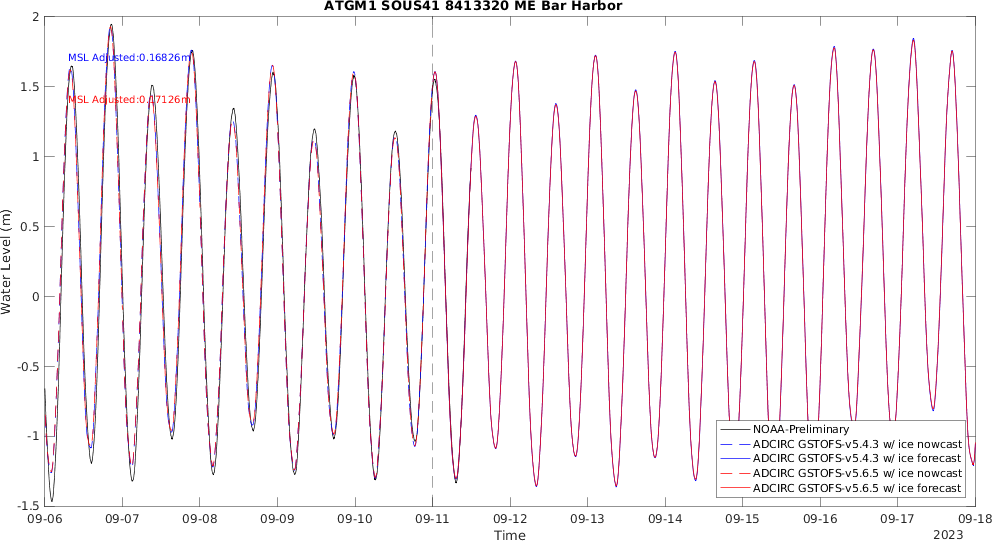 ATGM1 SOUS41 8413320 ME Bar Harbor
MSL Adjusted:0.16826m
MSL Adjusted:0.17126m
Water Level (m)
2
1.5
1
0.5
0
-0.5
-1
-1.5
NOAA-Preliminary
ADCIRC GSTOFS-v5.4.3 w/ ice nowcast
ADCIRC GSTOFS-v5.4.3 w/ ice forecast
ADCIRC GSTOFS-v5.6.5 w/ ice nowcast
ADCIRC GSTOFS-v5.6.5 w/ ice forecast
09-06 09-07 09-08 09-09 09-10 09-11 09-12 09-13 09-14 09-15 09-16 09-17 09-18
Time
2023